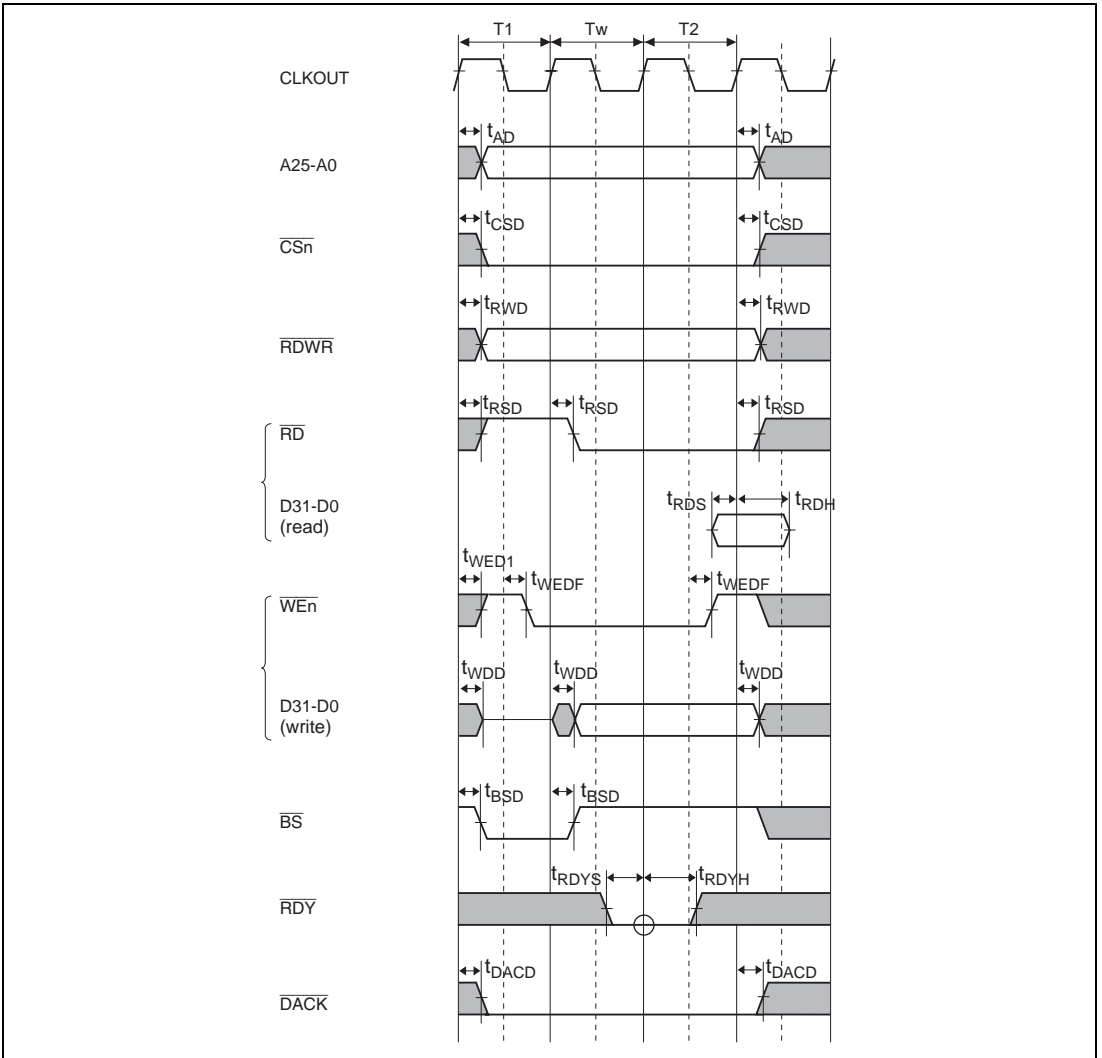 T1 Tw T2
CLKOUT
tAD tAD
A25-A0
tCSD tCSD
CSn
tRWD tRWD
RDWR
tRSD tRSD tRSD
RD
tRDS tRDH
D31-D0
(read)
tWED1
tWEDF tWEDF
WEn
tWDD tWDD tWDD
D31-D0
(write)
tBSD tBSD
BS
tRDYS tRDYH
RDY
tDACD tDACD
DACK